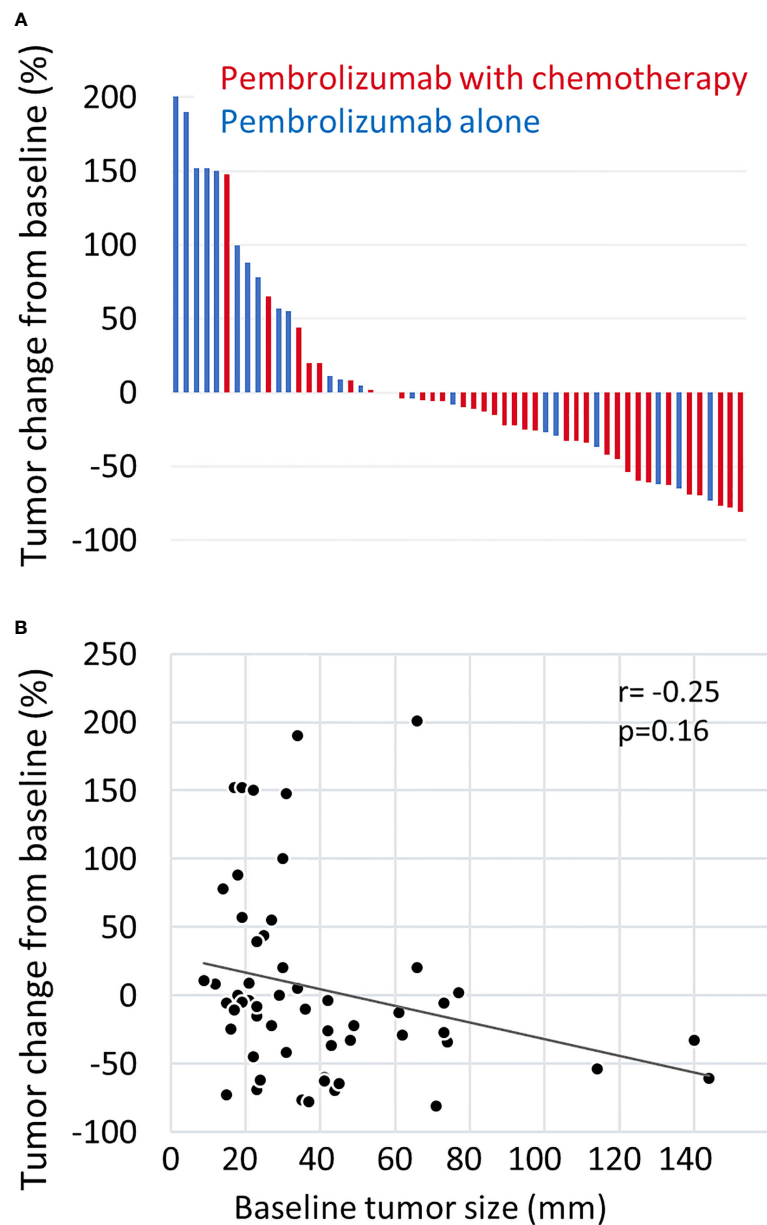 A
Tumor change from baseline (%)
Pembrolizumab with chemotherapy
Pembrolizumab alone
200
150
100
50
0
-50
-100
B
Tumor change from baseline (%)
250
200
150
100
50
0
-50
-100
r= -0.25
p=0.16
0 20 40 60 80 100 120 140
Baseline tumor size (mm)